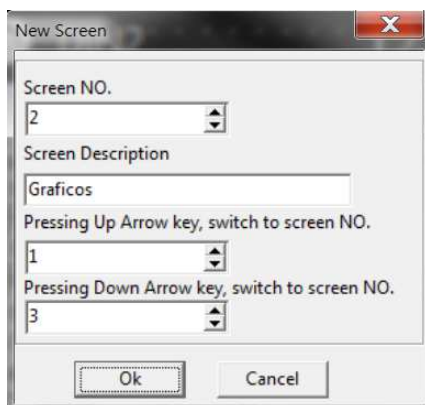 New Screen
Screen NO.
2
Screen Description
Graficos
Pressing Up Arrow key, switch to screen NO.
1
Pressing Down Arrow key, switch to screen NO.
3
Ok
Cancel